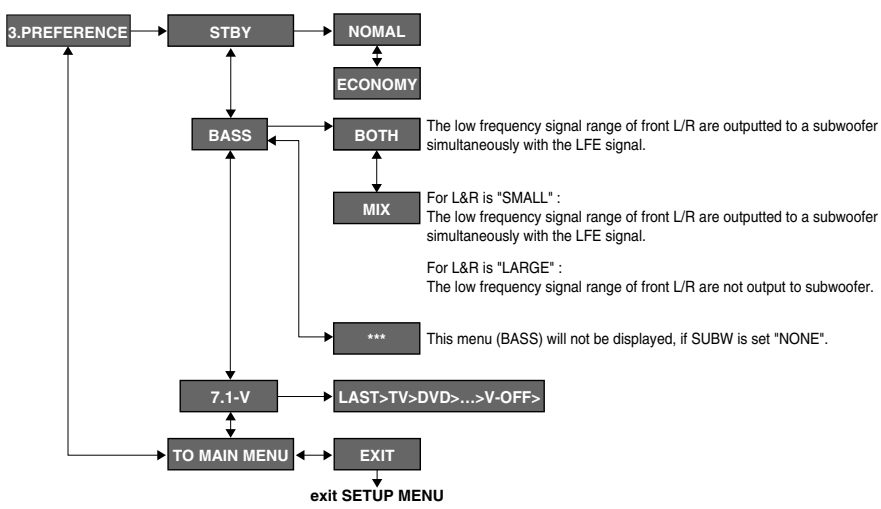 3.PREFERENCE
STBY
NOMAL
ECONOMY
BASS
BOTH
The low frequency signal range of front L/R are outputted to a subwoofer
simultaneously with the LFE signal.
MIX
For L&R is "SMALL" :
The low frequency signal range of front L/R are outputted to a subwoofer
simultaneously with the LFE signal.
For L&R is "LARGE" :
The low frequency signal range of front L/R are not output to subwoofer.
***
This menu (BASS) will not be displayed, if SUBW is set "NONE".
7.1-V
LAST>TV>DVD>...>V-OFF>
TO MAIN MENU
EXIT
exit SETUP MENU